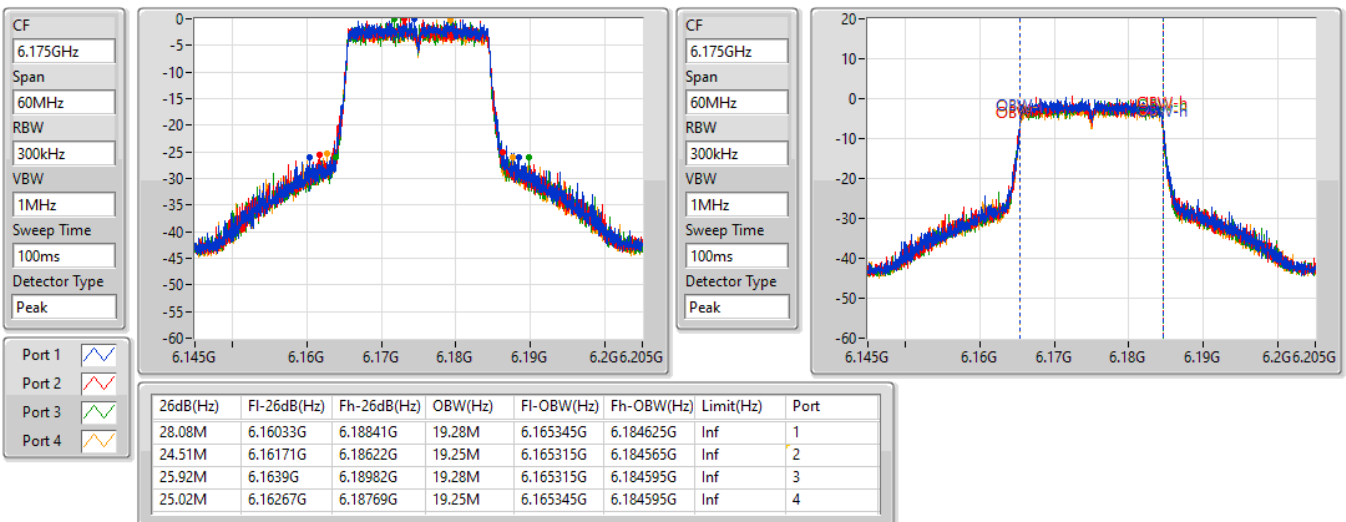 CF
6.175GHz
Span
60MHz
RBW
300kHz
VBW
1MHz
Sweep Time
100ms
Detector Type
Peak
0
-5
-10
-15
-20
-25
-30
-35
-40
-45
-50
-55
-60
6.145G 6.16G 6.17G 6.18G 6.19G 6.2G 6.205G
CF
6.175GHz
Span
60MHz
RBW
300kHz
VBW
1MHz
Sweep Time
100ms
Detector Type
Peak
20
10
0
-10
-20
-30
-40
-50
-60
OBW-h
6.145G 6.16G 6.17G 6.18G 6.19G 6.2G 6.205G
Port 1
Port 2
Port 3
Port 4
26dB(Hz) Fl-26dB(Hz) Fh-26dB(Hz) OBW(Hz) Fl-OBW(Hz) Fh-OBW(Hz) Limit(Hz) Port
28.08M 6.16033G 6.18841G 19.28M 6.165345G 6.184625G Inf 1
24.51M 6.16171G 6.18622G 19.25M 6.165315G 6.184565G Inf 2
25.92M 6.1639G 6.18982G 19.28M 6.165315G 6.184595G Inf 3
25.02M 6.16267G 6.18769G 19.25M 6.165345G 6.184595G Inf 4